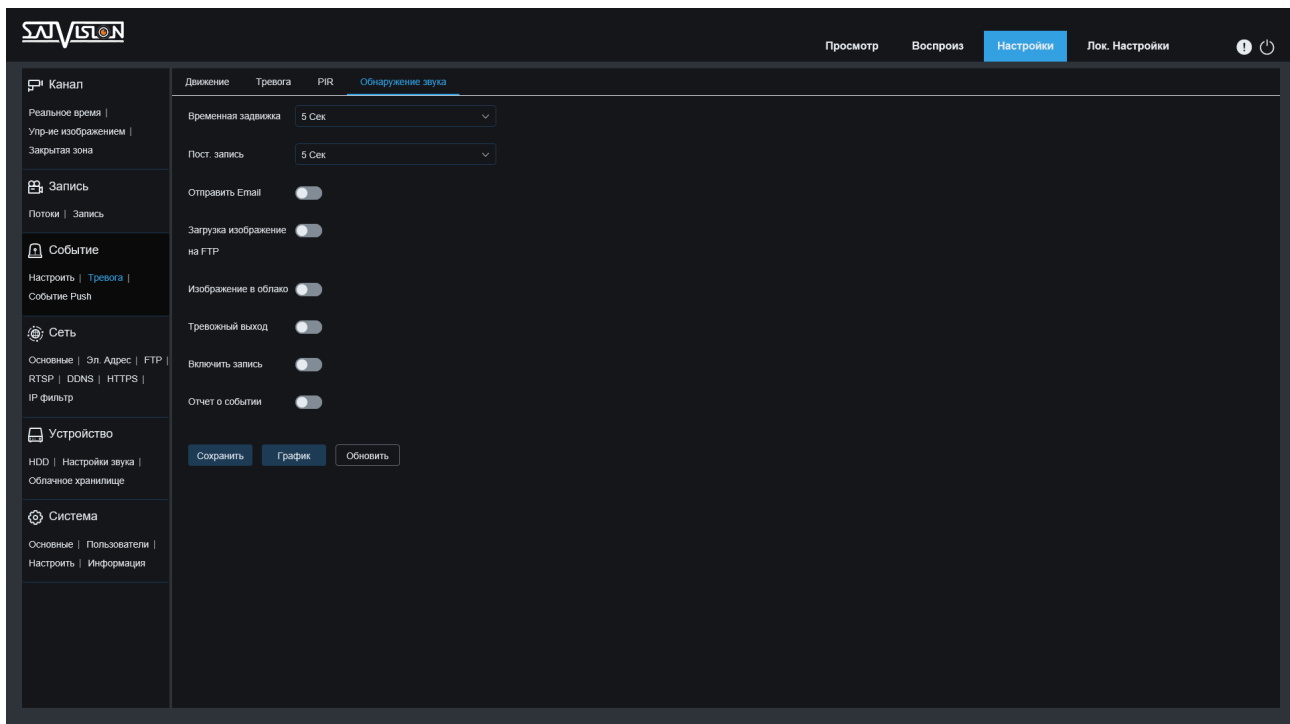 SATVISION
Просмотр Воспроиз Настройки Лок. Настройки
Канал
Реальное время |
Упр-ие изображением |
Закрытая зона
Запись
Потоки | Запись
Событие
Настроить | Тревога |
Событие Push
Сеть
Основные | Эл. Адрес | FTP |
RTSP | DDNS | HTTPS |
IP фильтр
Устройство
HDD | Настройки звука |
Облачное хранилище
Система
Основные | Пользователи |
Настроить | Информация
Движение Тревога PIR Обнаружение звука
Временная задвижка 5 Сек
Пост. запись 5 Сек
Отправить Email
Загрузка изображение
на FTP
Изображение в облако
Тревожный выход
Включить запись
Отчет о событии
Сохранить График Обновить